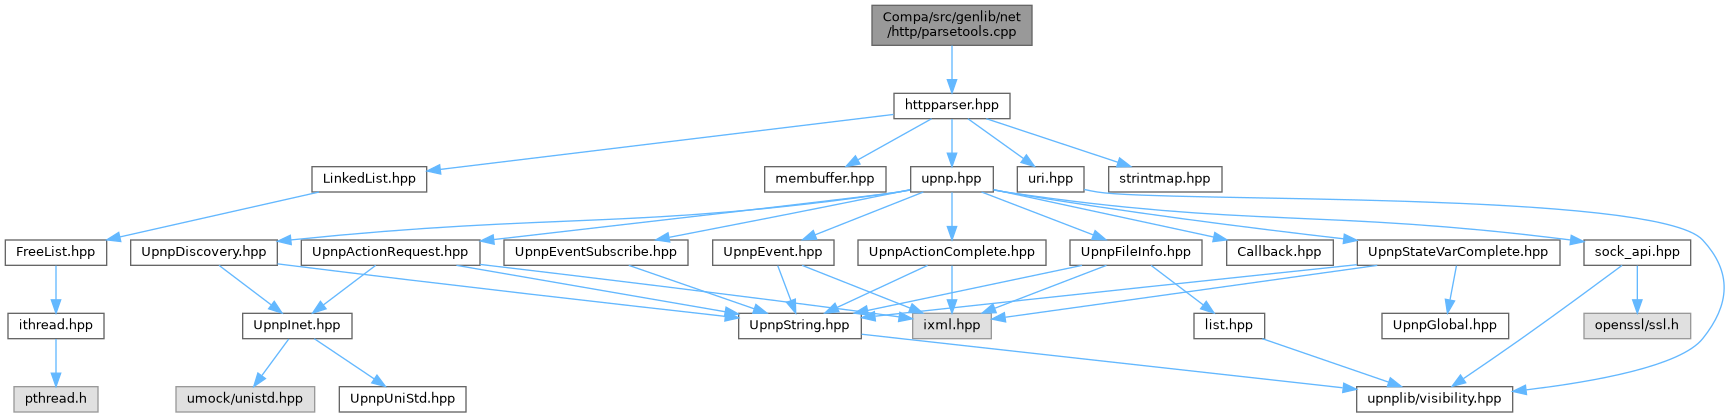 Compa/src/genlib/net
/http/parsetools.cpp
httpparser.hpp
LinkedList.hpp
membuffer.hpp
upnp.hpp
uri.hpp
strintmap.hpp
FreeList.hpp
UpnpDiscovery.hpp
UpnpActionRequest.hpp
UpnpEventSubscribe.hpp
UpnpEvent.hpp
UpnpActionComplete.hpp
UpnpFileInfo.hpp
Callback.hpp
UpnpStateVarComplete.hpp
sock_api.hpp
ithread.hpp
UpnpInet.hpp
UpnpString.hpp
ixml.hpp
list.hpp
UpnpGlobal.hpp
openssl/ssl.h
pthread.h
umock/unistd.hpp
UpnpUniStd.hpp
upnplib/visibility.hpp